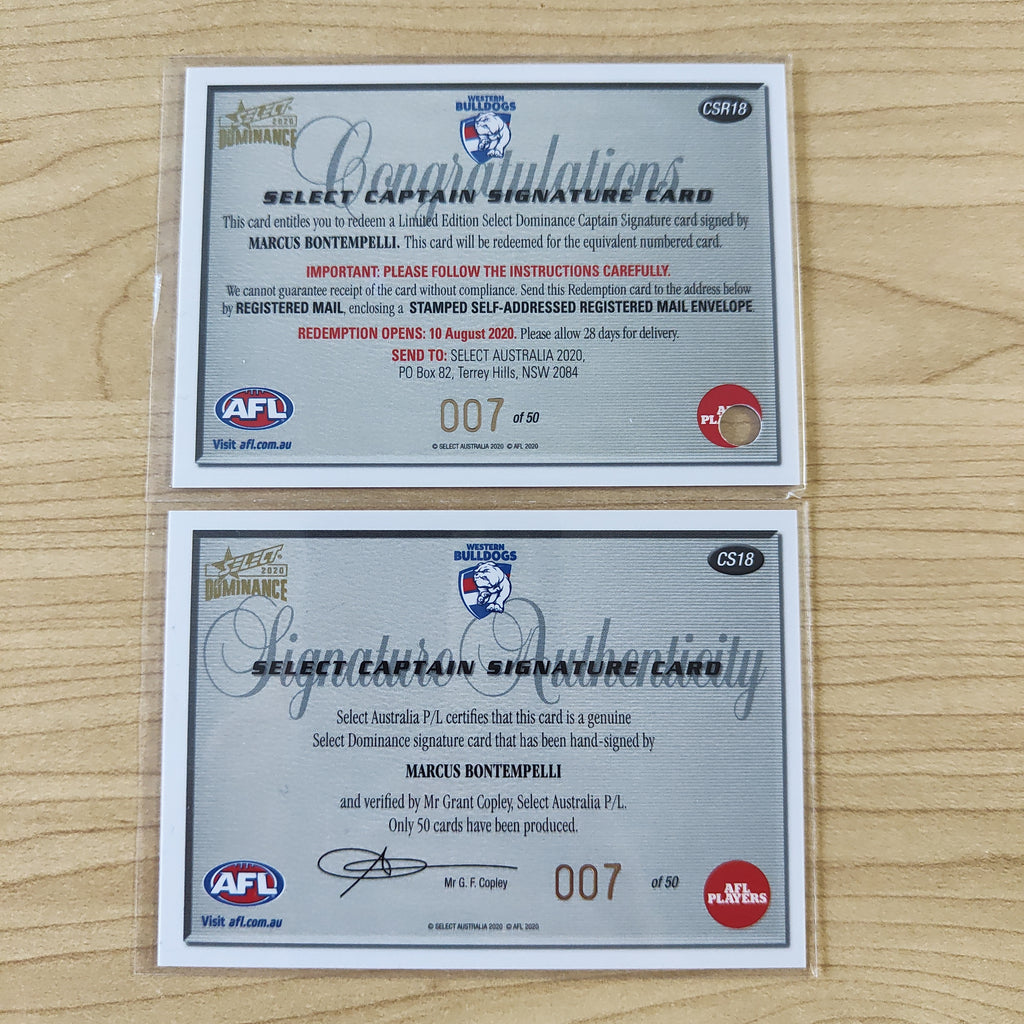 SELECT
2020
DOMINANCE
WESTERN
BULLDOGS
CSR18
Congratulations
SELECT CAPTAIN SIGNATURE CARD
This card entitles you to redeem a Limited Edition Select Dominance Captain Signature card signed by
MARCUS BONTEMPELLI. This card will be redeemed for the equivalent numbered card.
IMPORTANT: PLEASE FOLLOW THE INSTRUCTIONS CAREFULLY.
We cannot guarantee receipt of the card without compliance. Send this Redemption card to the address below
by REGISTERED MAIL, enclosing a STAMPED SELF-ADDRESSED REGISTERED MAIL ENVELOPE.
REDEMPTION OPENS: 10 August 2020. Please allow 28 days for delivery.
SEND TO: SELECT AUSTRALIA 2020,
PO Box 82, Terrey Hills, NSW 2084
AFL
Visit afl.com.au
007 of 50
© SELECT AUSTRALIA 2020 © AFL 2020
SELECT
2020
DOMINANCE
WESTERN
BULLDOGS
CS18
Signature Authenticity
SELECT CAPTAIN SIGNATURE CARD
Select Australia P/L certifies that this card is a genuine
Select Dominance signature card that has been hand-signed by
MARCUS BONTEMPELLI
and verified by Mr Grant Copley, Select Australia P/L.
Only 50 cards have been produced.
Mr G. F. Copley
007 of 50
AFL
Visit afl.com.au
AFL
PLAYERS
© SELECT AUSTRALIA 2020 © AFL 2020